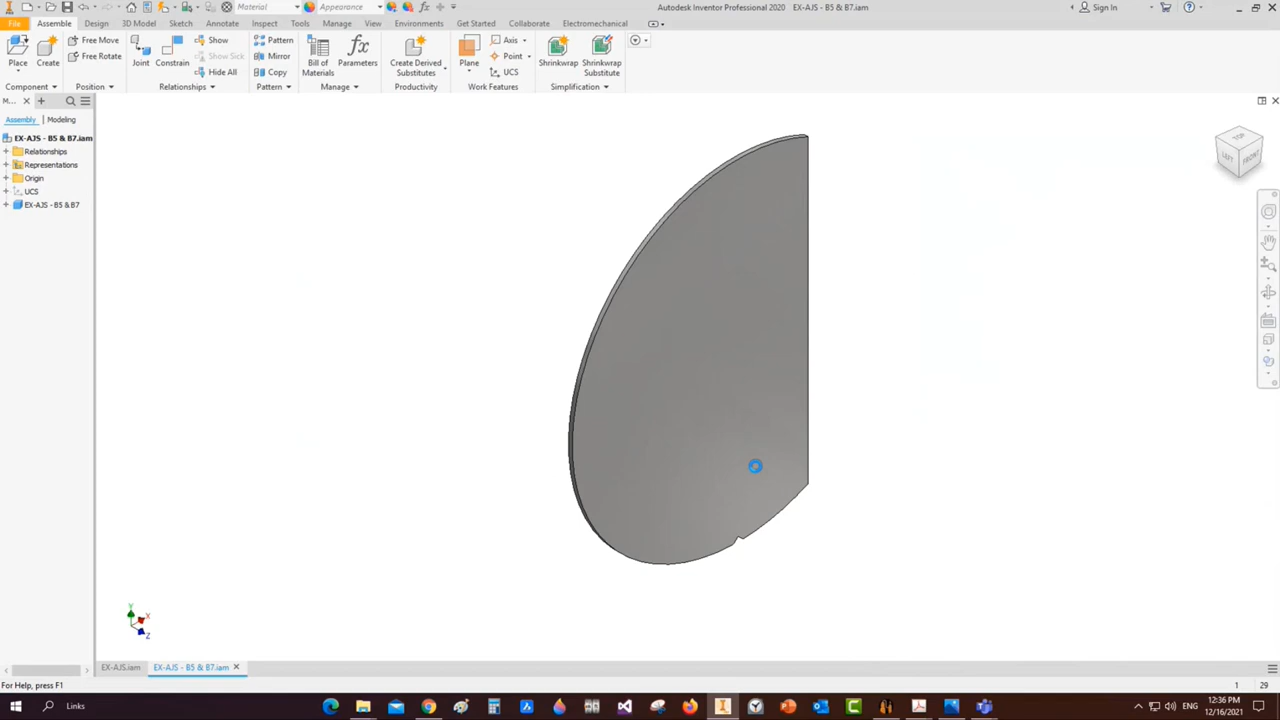 Material
Appearance
Autodesk Inventor Professional 2020 EX-AJS - B5 & B7.iam
Sign In
File Assemble Design 3D Model Sketch Annotate Inspect Tools Manage View Environments Get Started Collaborate Electromechanical
Place
Create
Free Move
Free Rotate
Joint
Constrain
Show
Show Sick
Hide All
Pattern
Mirror
Copy
Bill of
Materials
Parameters
Create Derived
Substitutes
Plane
Axis
Point
UCS
Shrinkwrap
Shrinkwrap
Substitute
Component Position Relationships Pattern Manage Productivity Work Features Simplification
M...
Assembly Modeling
EX-AJS - B5 & B7.iam
Relationships
Representations
Origin
UCS
EX-AJS - B5 & B7
TOP
LEFT
FRONT
Y
X
Z
EX-AJS.iam EX-AJS - B5 & B7.iam
For Help, press F1
1 29
Links
12:36 PM
12/16/2021